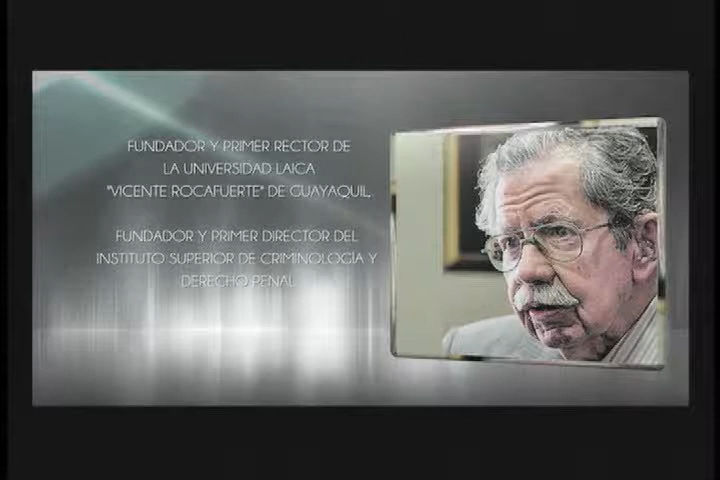 FUNDADOR Y PRIMER RECTOR DE
LA UNIVERSIDAD LAICA
"VICENTE ROCAFUERTE" DE GUAYAQUIL.
FUNDADOR Y PRIMER DIRECTOR DEL
INSTITUTO SUPERIOR DE CRIMINOLOGÍA Y
DERECHO PENAL